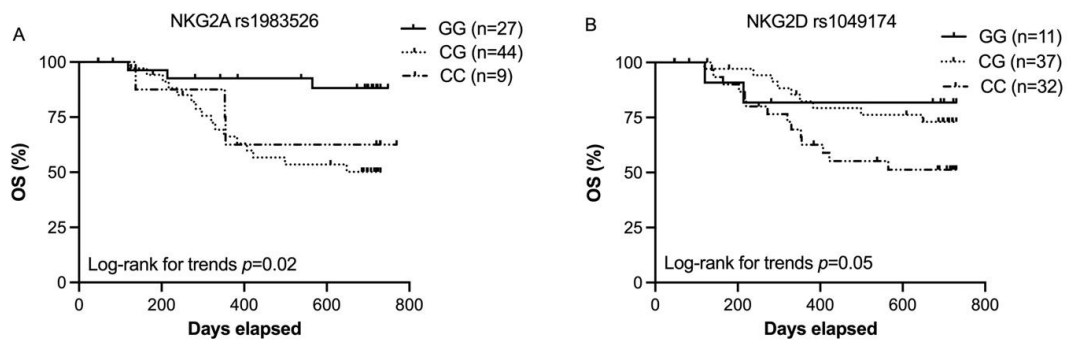 A
NKG2A rs1983526
GG (n=27)
CG (n=44)
CC (n=9)
OS (%)
100
75
50
25
0
Log-rank for trends p=0.02
0 200 400 600 800
Days elapsed
B
NKG2D rs1049174
GG (n=11)
CG (n=37)
CC (n=32)
OS (%)
100
75
50
25
0
Log-rank for trends p=0.05
0 200 400 600 800
Days elapsed